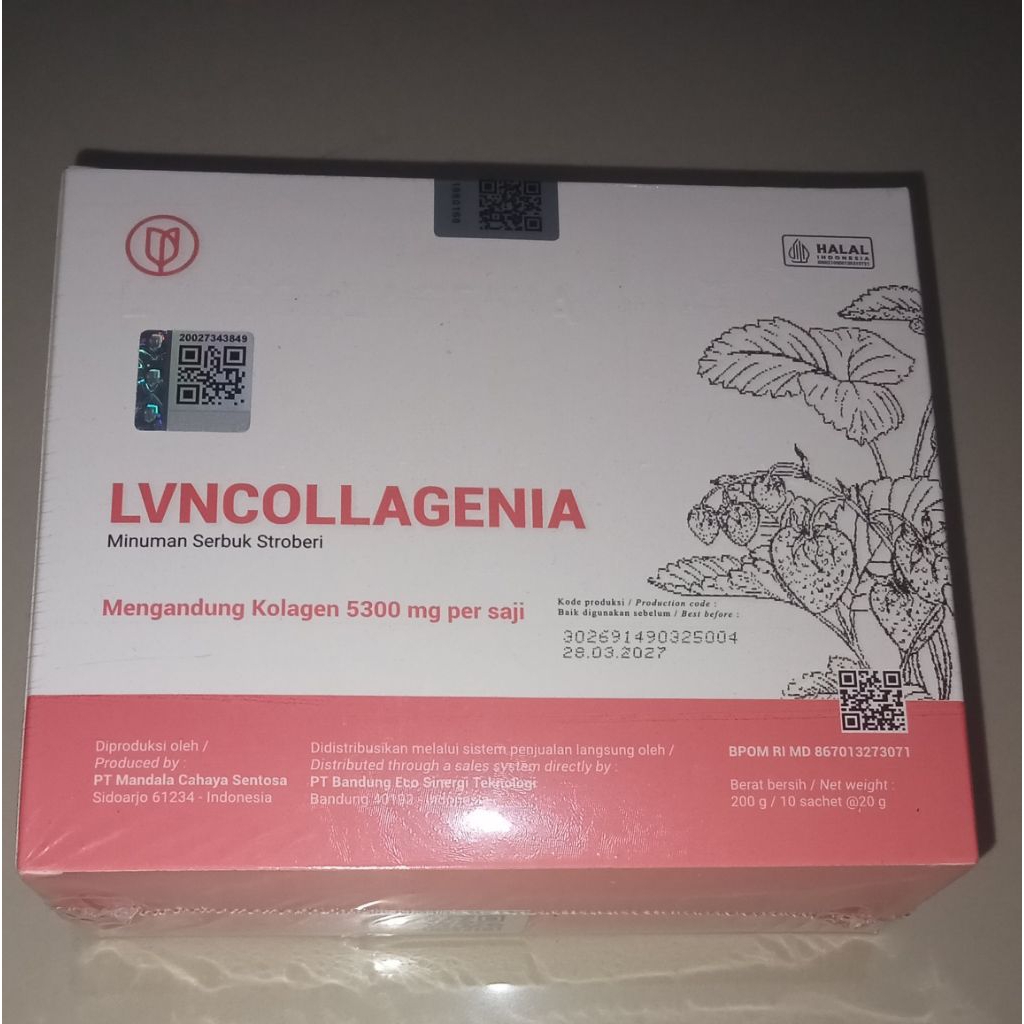 HALAL
INDONESIA
20027343849
LVNCOLLAGENIA
Minuman Serbuk Stroberi
Mengandung Kolagen 5300 mg per saji
Kode produksi / Production code :
Baik digunakan sebelum / Best before :
302691490325004
28.03.2027
Diproduksi oleh /
Produced by :
PT Mandala Cahaya Sentosa
Sidoarjo 61234 - Indonesia
Didistribusikan melalui sistem penjualan langsung oleh /
Distributed through a sales system directly by :
PT Bandung Eco Sinergi Teknologi
Bandung - Indonesia
BPOM RI MD 867013273071
Berat bersih / Net weight :
200 g / 10 sachet @20 g